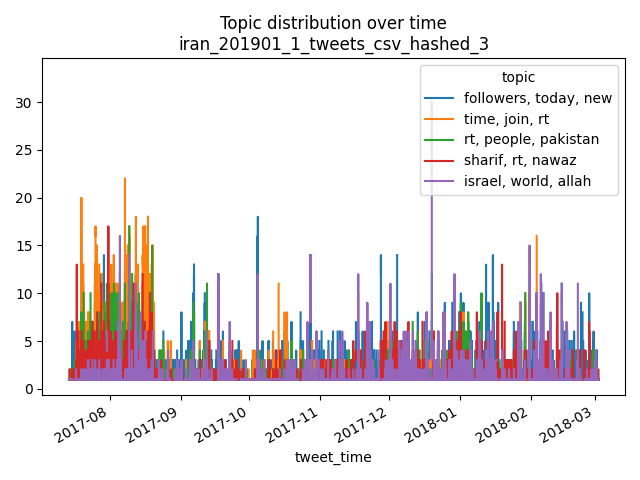 Topic distribution over time
iran_201901_1_tweets_csv_hashed_3
topic
followers, today, new
time, join, rt
rt, people, pakistan
sharif, rt, nawaz
israel, world, allah
30
25
20
15
10
5
0
2017-08
2017-09
2017-10
2017-11
2017-12
2018-01
2018-02
2018-03
tweet_time